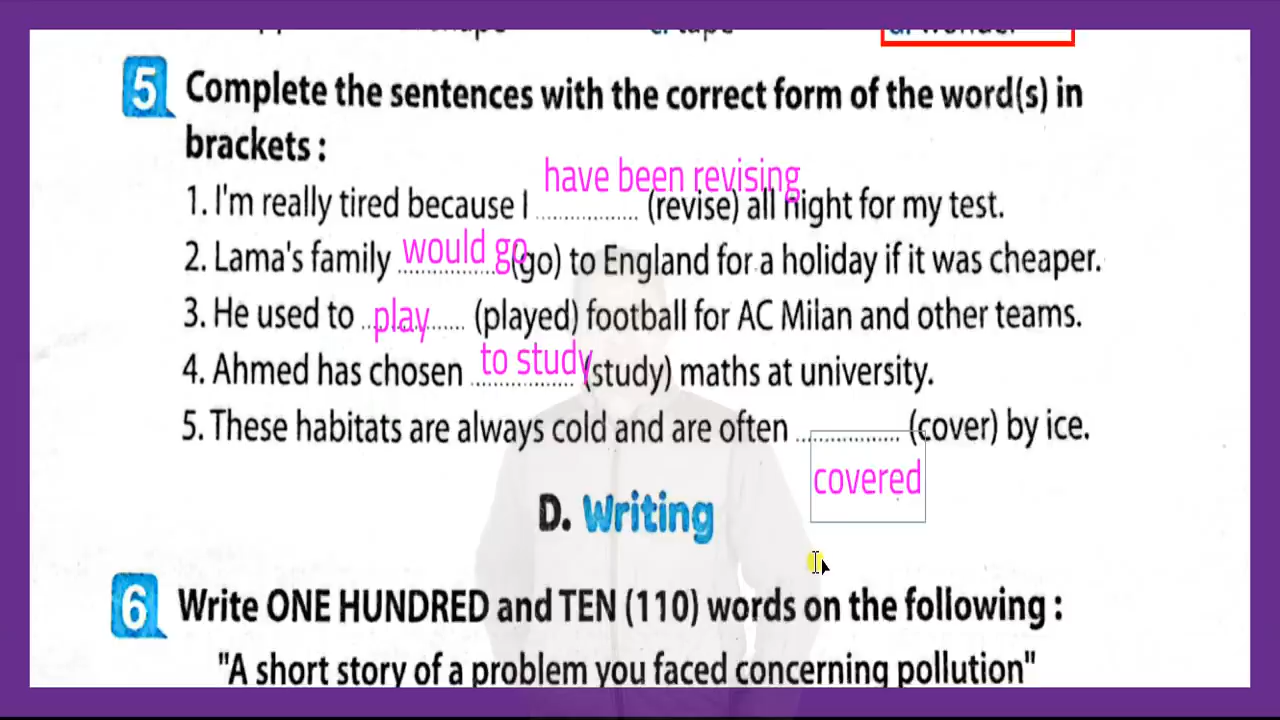 5 Complete the sentences with the correct form of the word(s) in
brackets :
have been revising
1. I'm really tired because I ................. (revise) all night for my test.
2. Lama's family would go (go) to England for a holiday if it was cheaper.
3. He used to play (played) football for AC Milan and other teams.
4. Ahmed has chosen to study (study) maths at university.
5. These habitats are always cold and are often ................. (cover) by ice.
covered
D. Writing
6 Write ONE HUNDRED and TEN (110) words on the following :
"A short story of a problem you faced concerning pollution"